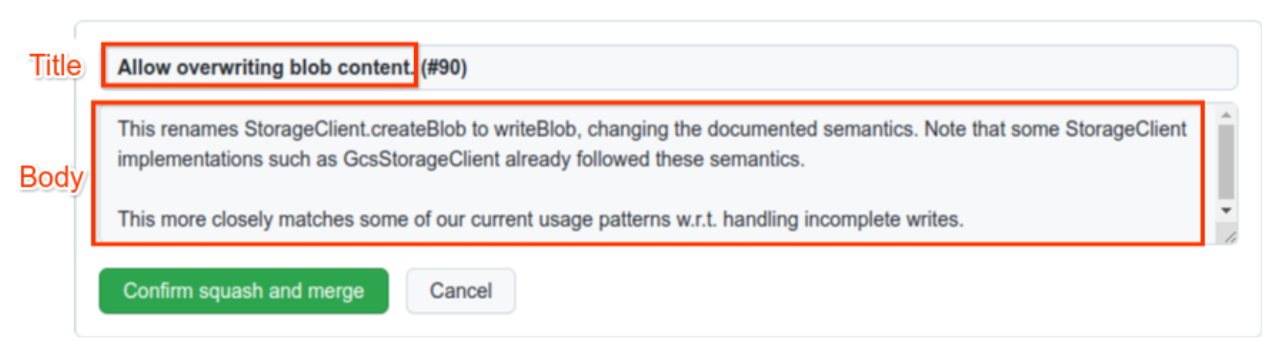 Title
Allow overwriting blob content. (#90)
Body
This renames StorageClient.createBlob to writeBlob, changing the documented semantics. Note that some StorageClient
implementations such as GcsStorageClient already followed these semantics.
This more closely matches some of our current usage patterns w.r.t. handling incomplete writes.
Confirm squash and merge
Cancel